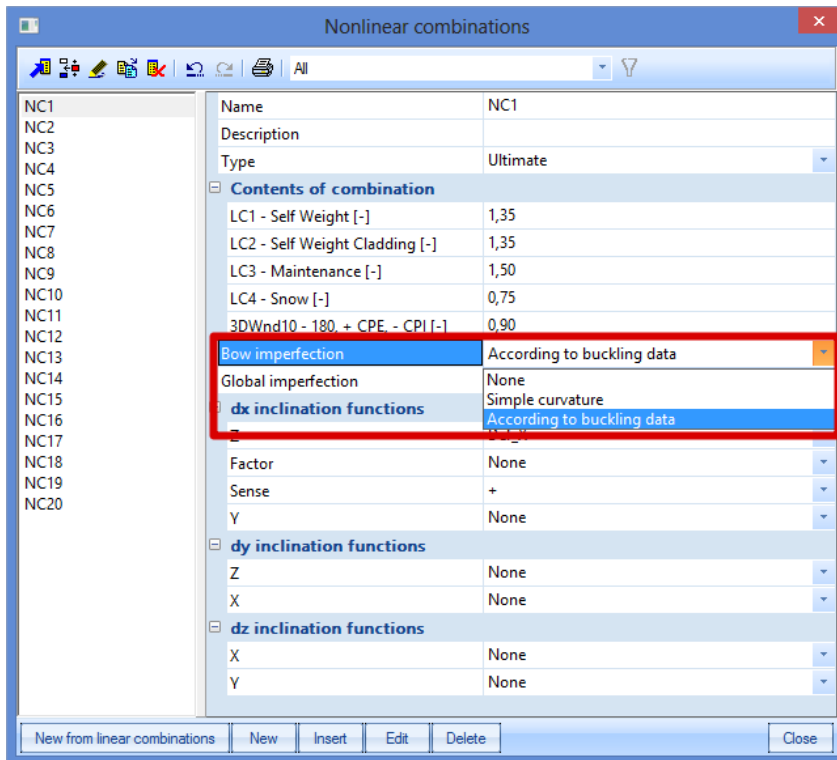 Nonlinear combinations
All
NC1
NC2
NC3
NC4
NC5
NC6
NC7
NC8
NC9
NC10
NC11
NC12
NC13
NC14
NC15
NC16
NC17
NC18
NC19
NC20
Name NC1
Description
Type Ultimate
Contents of combination
LC1 - Self Weight [-] 1,35
LC2 - Self Weight Cladding [-] 1,35
LC3 - Maintenance [-] 1,50
LC4 - Snow [-] 0,75
3DWnd10 - 180, + CPE, - CPI [-] 0,90
Bow imperfection According to buckling data
Global imperfection None
Simple curvature
dx inclination functions According to buckling data
Z
Factor None
Sense +
Y None
dy inclination functions
Z None
X None
dz inclination functions
X None
Y None
New from linear combinations New Insert Edit Delete Close